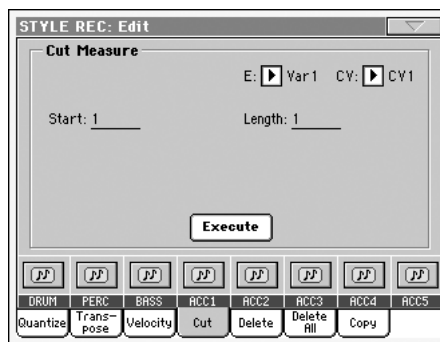 STYLE REC: Edit
Cut Measure
E: Var1 CV: CV1
Start: 1 Length: 1
Execute
DRUM PERC BASS ACC1 ACC2 ACC3 ACC4 ACC5
Quantize Trans-pose Velocity Cut Delete Delete All Copy